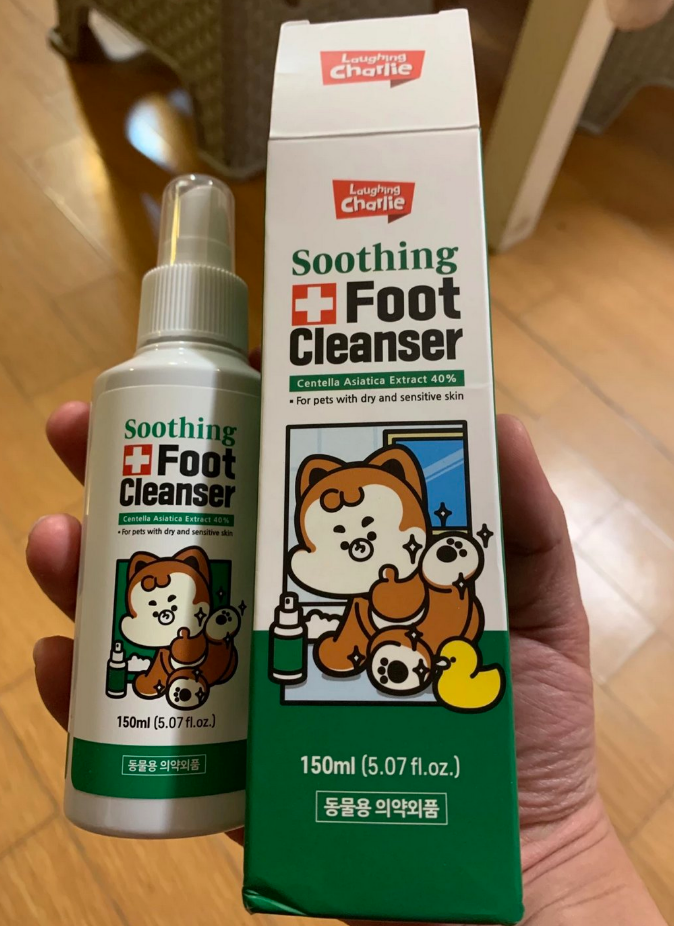 Laughing
Charlie
Laughing
Charlie
Soothing
Foot
Cleanser
Centella Asiatica Extract 40%
• For pets with dry and sensitive skin
150ml (5.07 fl.oz.)
동물용 의약외품
Soothing
Foot
Cleanser
Centella Asiatica Extract 40%
• For pets with dry and sensitive skin
150ml (5.07 fl.oz.)
동물용 의약외품